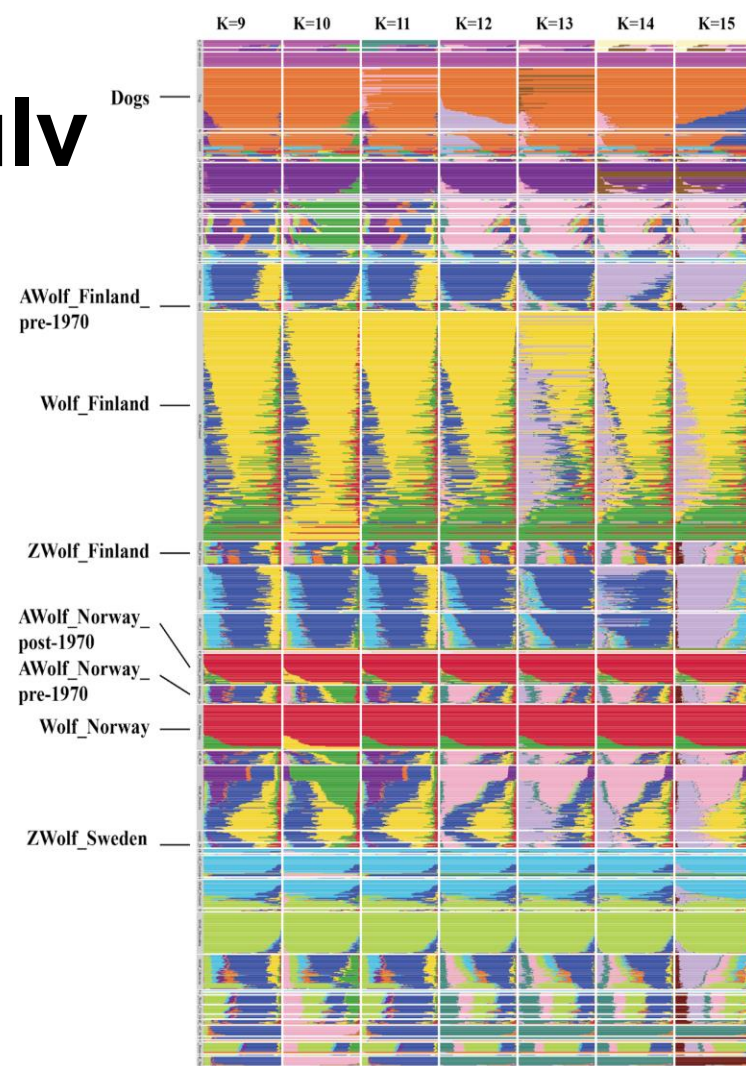 K=9 K=10 K=11 K=12 K=13 K=14 K=15
ulv
Dogs
AWolf_Finland_
pre-1970
Wolf_Finland
ZWolf_Finland
AWolf_Norway_
post-1970
AWolf_Norway_
pre-1970
Wolf_Norway
ZWolf_Sweden